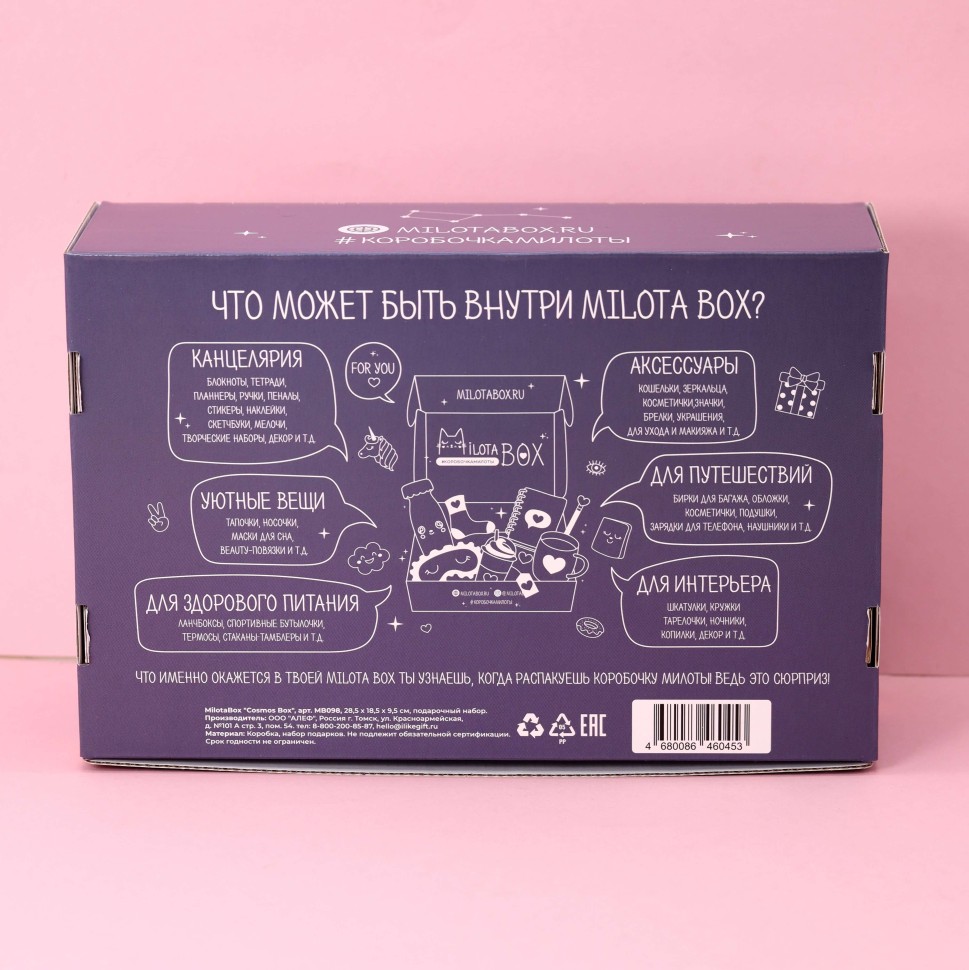 MILOTABOX.RU
#КОРОБОЧКАМИЛОТЫ
ЧТО МОЖЕТ БЫТЬ ВНУТРИ MILOTA BOX?
КАНЦЕЛЯРИЯ
БЛОКНОТЫ, ТЕТРАДИ,
ПЛАННЕРЫ, РУЧКИ, ПЕНАЛЫ,
СТИКЕРЫ, НАКЛЕЙКИ,
СКЕТЧБУКИ, МЕЛОЧИ,
ТВОРЧЕСКИЕ НАБОРЫ, ДЕКОР И Т.Д.
FOR YOU
MILOTABOX.RU
MILOTA BOX
#КОРОБОЧКАМИЛОТЫ
АКСЕССУАРЫ
КОШЕЛЬКИ, ЗЕРКАЛЬЦА,
КОСМЕТИЧКИ,ЗНАЧКИ,
БРЕЛКИ, УКРАШЕНИЯ,
ДЛЯ УХОДА И МАКИЯЖА И Т.Д.
УЮТНЫЕ ВЕЩИ
ТАПОЧКИ, НОСОЧКИ,
МАСКИ ДЛЯ СНА,
BEAUTY-ПОВЯЗКИ И Т.Д.
ДЛЯ ПУТЕШЕСТВИЙ
БИРКИ ДЛЯ БАГАЖА, ОБЛОЖКИ,
КОСМЕТИЧКИ, ПОДУШКИ,
ЗАРЯДКИ ДЛЯ ТЕЛЕФОНА, НАУШНИКИ И Т.Д.
ДЛЯ ЗДОРОВОГО ПИТАНИЯ
ЛАНЧБОКСЫ, СПОРТИВНЫЕ БУТЫЛОЧКИ,
ТЕРМОСЫ, СТАКАНЫ-ТАМБЛЕРЫ И Т.Д.
ДЛЯ ИНТЕРЬЕРА
ШКАТУЛКИ, КРУЖКИ
ТАРЕЛОЧКИ, НОЧНИКИ,
КОПИЛКИ, ДЕКОР И Т.Д.
#КОРОБОЧКАМИЛОТЫ
ЧТО ИМЕННО ОКАЖЕТСЯ В ТВОЕЙ MILOTA BOX ТЫ УЗНАЕШЬ, КОГДА РАСПАКУЕШЬ КОРОБОЧКУ МИЛОТЫ! ВЕДЬ ЭТО СЮРПРИЗ!
MilotaBox "Cosmos Box", арт. MB098, 28,5 x 18,5 x 9,5 см, подарочный набор.
Производитель: ООО "АЛЕФ", Россия г. Томск, ул. Красноармейская,
д. №101 А стр. 3, пом. 54. тел: 8-800-200-85-87, hello@ilikegift.ru
Материал: Коробка, набор подарков. Не подлежит обязательной сертификации.
Срок годности не ограничен.
PP
EAC
4 680086 460453